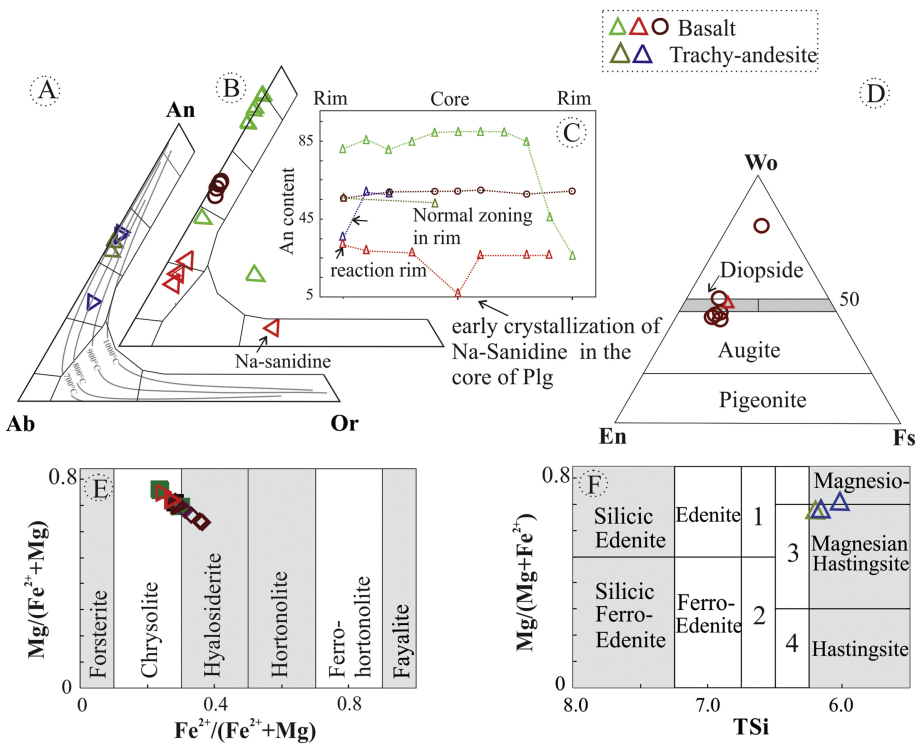 Basalt
Trachy-andesite
A
B
D
An
Rim
Core
Rim
C
An content
85
45
5
Normal zoning
in rim
reaction rim
early crystallization of
Na-Sanidine in the
core of Plg
Na-sanidine
1000°C
900°C
800°C
700°C
Ab
Or
Wo
Diopside
50
Augite
Pigeonite
En
Fs
E
0.8
0
Mg/(Fe²⁺+Mg)
Forsterite
Chrysolite
Hyalosiderite
Hortonolite
Ferro-
hortonolite
Fayalite
0
0.4
0.8
Fe²⁺/(Fe²⁺+Mg)
F
0.8
0
Mg/(Mg+Fe²⁺)
Silicic
Edenite
Edenite
1
Magnesio-
3
Magnesian
Hastingsite
Silicic
Ferro-
Edenite
Ferro-
Edenite
2
4
Hastingsite
8.0
7.0
6.0
TSi